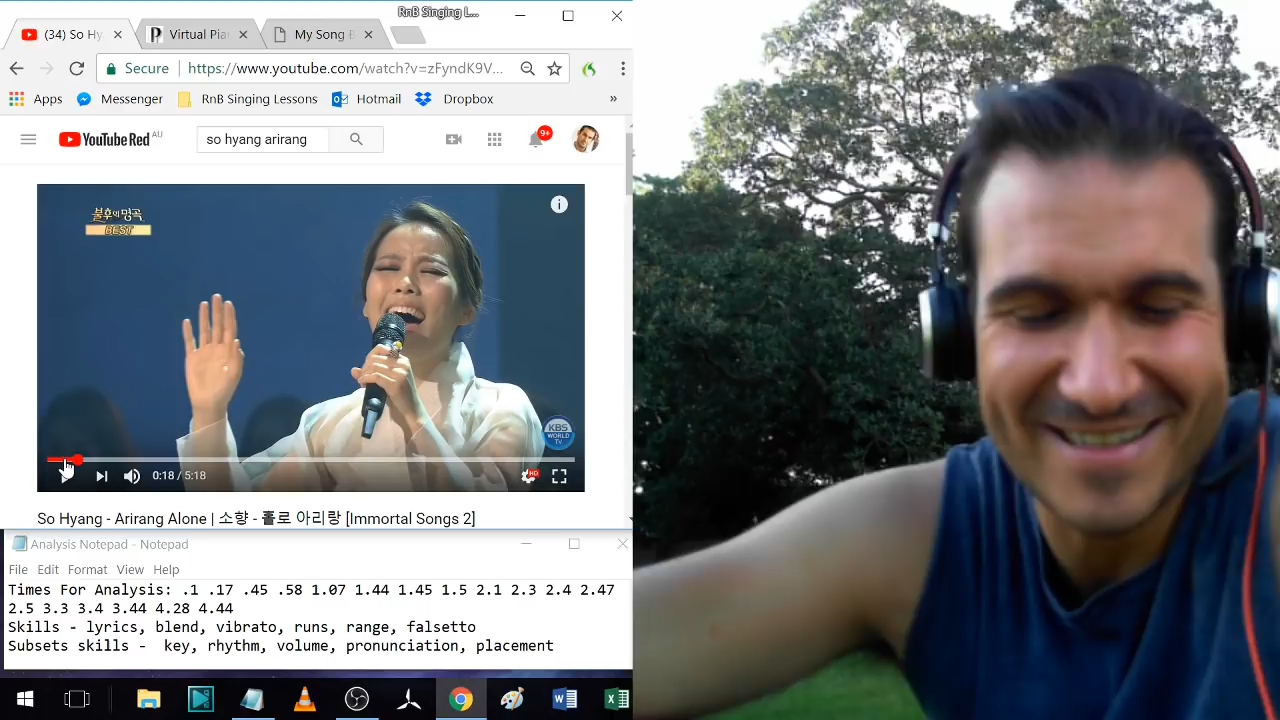 RnB Singing L...
(34) So Hy
Virtual Pia
My Song B
Secure
https://www.youtube.com/watch?v=zFyndK9V...
Apps
Messenger
RnB Singing Lessons
Hotmail
Dropbox
»
YouTube Red AU
so hyang arirang
9+
불후의 명곡
BEST
KBS
WORLD
TV
0:18 / 5:18
HD
So Hyang - Arirang Alone | 소향 - 홀로 아리랑 [Immortal Songs 2]
Analysis Notepad - Notepad
File Edit Format View Help
Times For Analysis: .1 .17 .45 .58 1.07 1.44 1.45 1.5 2.1 2.3 2.4 2.47
2.5 3.3 3.4 3.44 4.28 4.44
Skills - lyrics, blend, vibrato, runs, range, falsetto
Subsets skills - key, rhythm, volume, pronunciation, placement